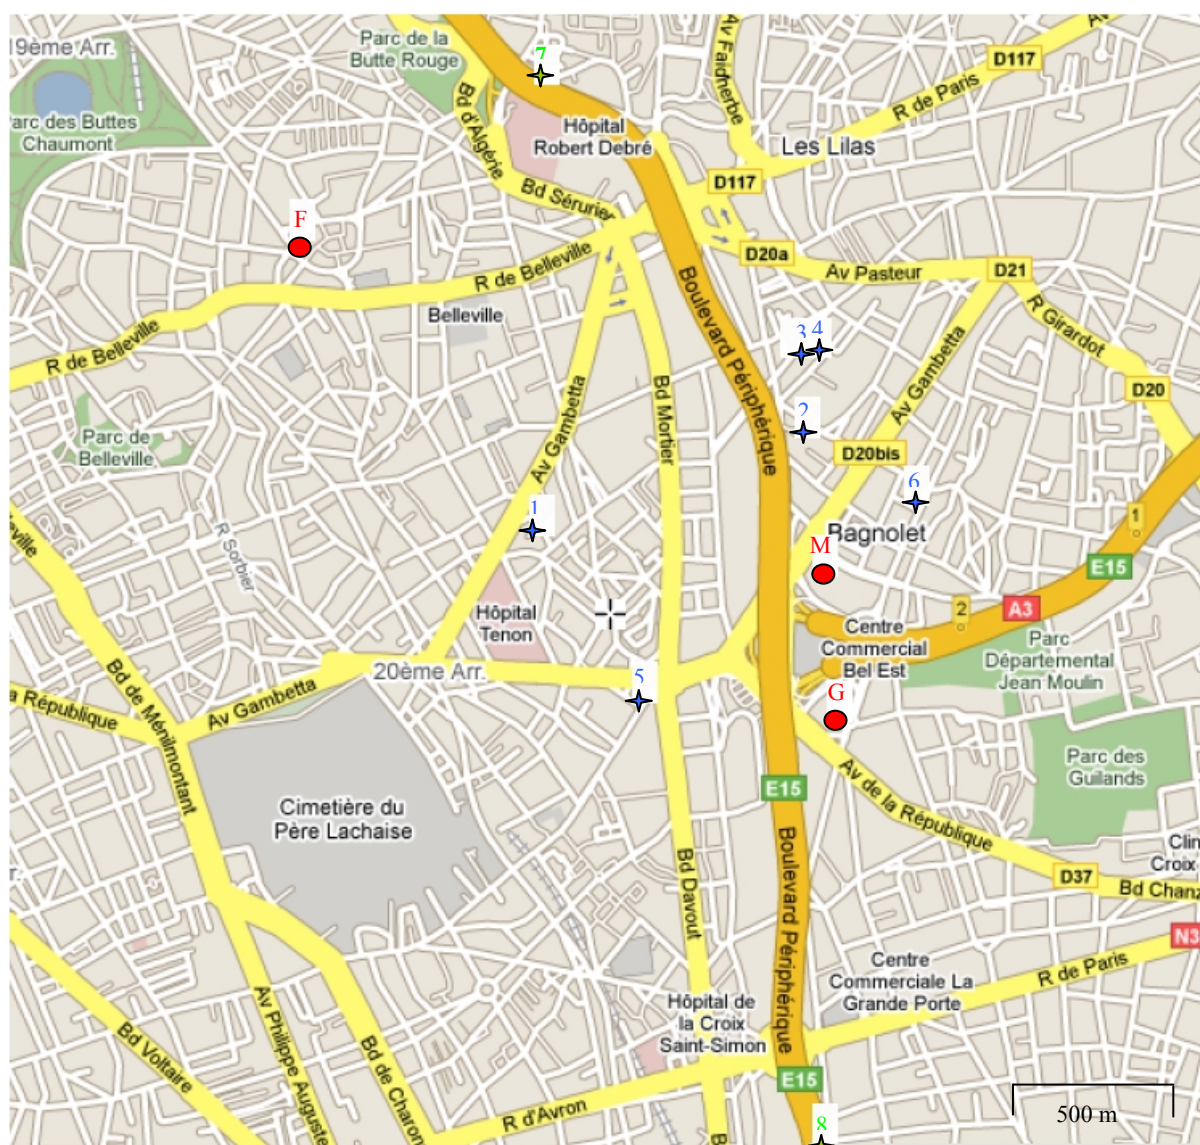 19ème Arr.
Parc de la
Butte Rouge
7
Av Faidherbe
D117
R de Paris
Parc des Buttes
Chaumont
Bd d'Algérie
Hôpital
Robert Debré
Les Lilas
Bd Sérurier
D117
F
R de Belleville
D20a
Av Pasteur
D21
Belleville
Boulevard Périphérique
R Girardot
R de Belleville
3
4
Av Gambetta
D20
Bd Mortier
Av Gambetta
2
Parc de
Belleville
D20bis
6
1
1
Bagnolet
R Sorbier
M
E15
Hôpital
Tenon
2
A3
Centre
Commercial
Bel Est
Parc
Départemental
Jean Moulin
20ème Arr.
5
G
Bd de Ménilmontant
a République
Av Gambetta
Parc des
Guilands
Av de la République
E15
Cimetière du
Père Lachaise
Clin
Croix
D37
Bd Chanz
Bd Davout
Boulevard Périphérique
N3
R de Paris
Centre
Commerciale La
Grande Porte
Hôpital de
la Croix
Saint-Simon
Av Philippe Auguste
Bd Voltaire
Bd de Charon
E15
R d'Avron
500 m
8